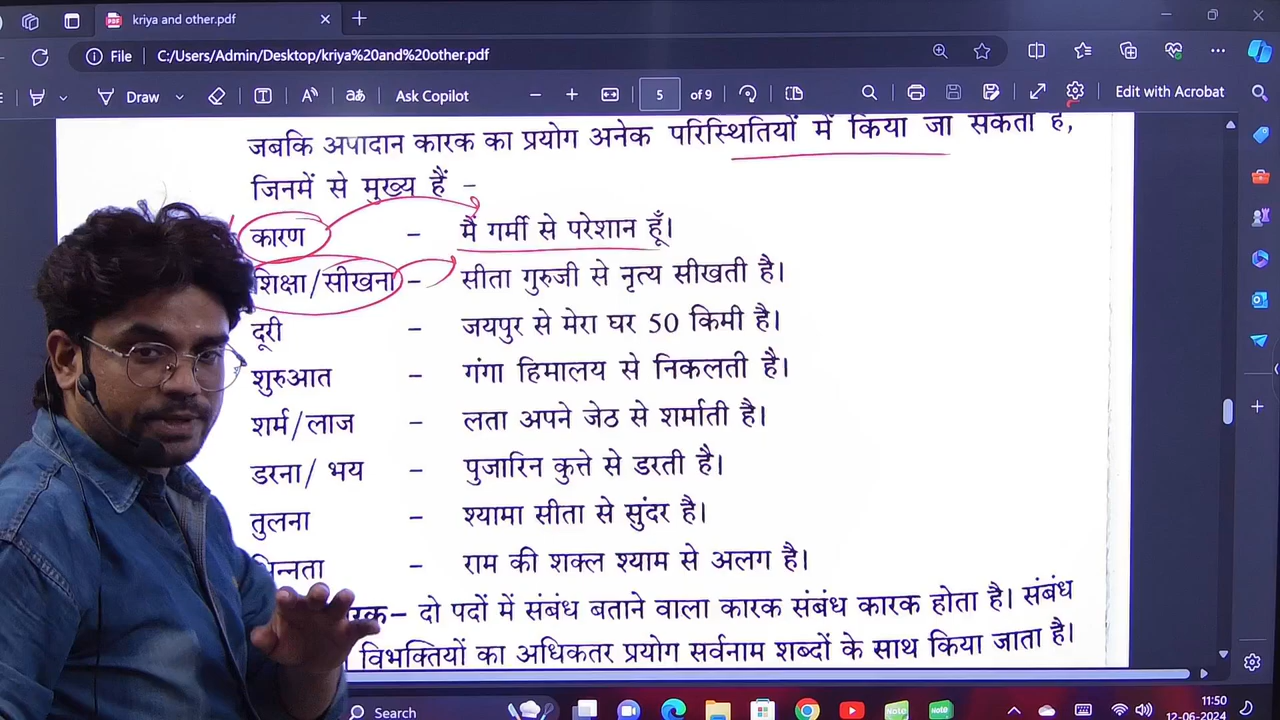 kriya and other.pdf
File C:/Users/Admin/Desktop/kriya%20and%20other.pdf
Draw Ask Copilot 5 of 9 Edit with Acrobat
जबकि अपादान कारक का प्रयोग अनेक परिस्थितियों में किया जा सकता है,
जिनमें से मुख्य हैं –
कारण – मैं गर्मी से परेशान हूँ।
शिक्षा/सीखना – सीता गुरुजी से नृत्य सीखती है।
दूरी – जयपुर से मेरा घर 50 किमी है।
शुरुआत – गंगा हिमालय से निकलती है।
शर्म/लाज – लता अपने जेठ से शर्माती है।
डरना/ भय – पुजारिन कुत्ते से डरती है।
तुलना – श्यामा सीता से सुंदर है।
भिन्नता – राम की शक्ल श्याम से अलग है।
कारक– दो पदों में संबंध बताने वाला कारक संबंध कारक होता है। संबंध
विभक्तियों का अधिकतर प्रयोग सर्वनाम शब्दों के साथ किया जाता है।
Search
11:50
12-06-2024